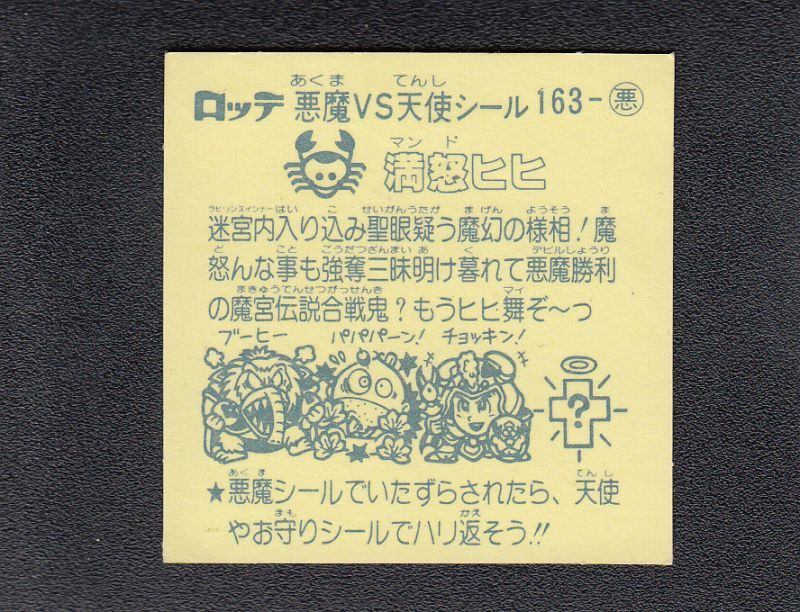 あくま てんし
ロッテ 悪魔VS天使シール 163-悪
マンド
満怒ヒヒ
ラビリンスインナーはい こ せいがんうたが まげん ようそう ま
迷宮内入り込み聖眼疑う魔幻の様相！魔
ど こと ごうだつざんまい あ く デビルしょうり
怒んな事も強奪三昧明け暮れて悪魔勝利
まきゅうでんせつがっせんき マイ
の魔宮伝説合戦鬼？もうヒヒ舞ぞ〜っ
ブーヒー パパパーン！ チョッキン！
?
あくま てんし
★悪魔シールでいたずらされたら、天使
まも かえ
やお守りシールでハリ返そう!!